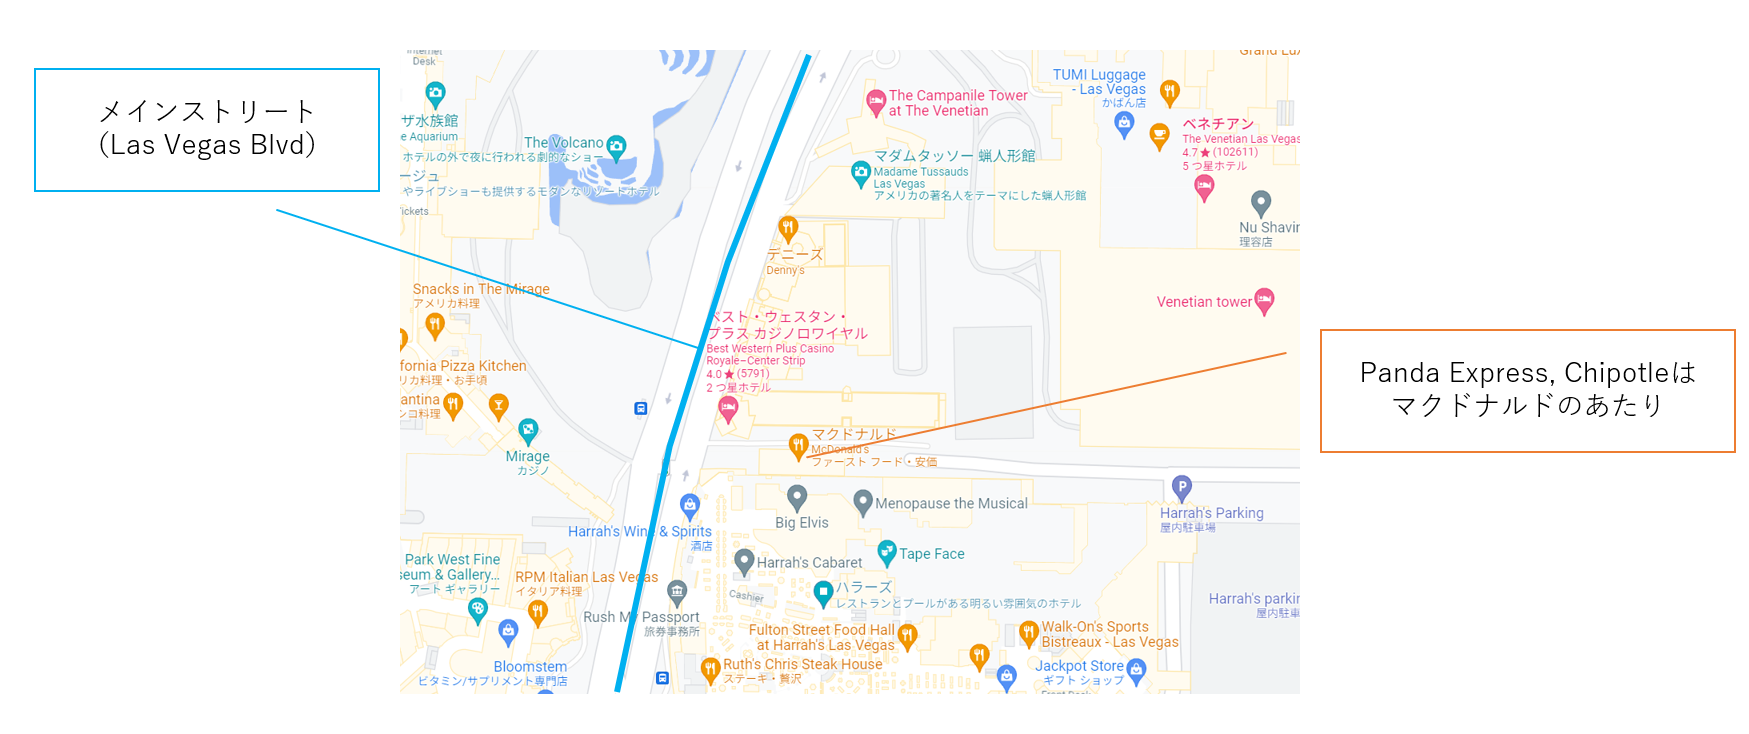 メインストリート
(Las Vegas Blvd)
Internet
Desk
ザ水族館
e Aquarium
The Volcano
ホテルの外で夜に行われる劇的なショー
ージュ
やライブショーも提供するモダンなリゾートホテル
Tickets
The Campanile Tower
at The Venetian
マダムタッソー 蝋人形館
Madame Tussauds
Las Vegas
アメリカの著名人をテーマにした蝋人形館
Grand Lux
TUMI Luggage
- Las Vegas
かばん店
ベネチアン
The Venetian Las Vegas
4.7★(102611)
5 つ星ホテル
Nu Shavin
理容店
デニーズ
Denny's
Venetian tower
Snacks in The Mirage
アメリカ料理
ベスト・ウェスタン・
プラス カジノロワイヤル
Best Western Plus Casino
Royale–Center Strip
4.0★(5791)
2 つ星ホテル
ifornia Pizza Kitchen
リカ料理・お手頃
antina
シコ料理
Mirage
カジノ
マクドナルド
McDonald's
ファースト フード・安価
Panda Express, Chipotleは
マクドナルドのあたり
Big Elvis
Menopause the Musical
P
Harrah's Parking
屋内駐車場
Harrah's Wine & Spirits
酒店
Harrah's Cabaret
Tape Face
Park West Fine
seum & Gallery...
アート ギャラリー
RPM Italian Las Vegas
イタリア料理
Rush My Passport
旅券事務所
Cashier
ハラーズ
レストランとプールがある明るい雰囲気のホテル
Harrah's parkin
屋内駐車
Fulton Street Food Hall
at Harrah's Las Vegas
Walk-On's Sports
Bistreaux - Las Vegas
Bloomstem
ビタミン/サプリメント専門店
Ruth's Chris Steak House
ステーキ・贅沢
Jackpot Store
ギフト ショップ
Front Desk